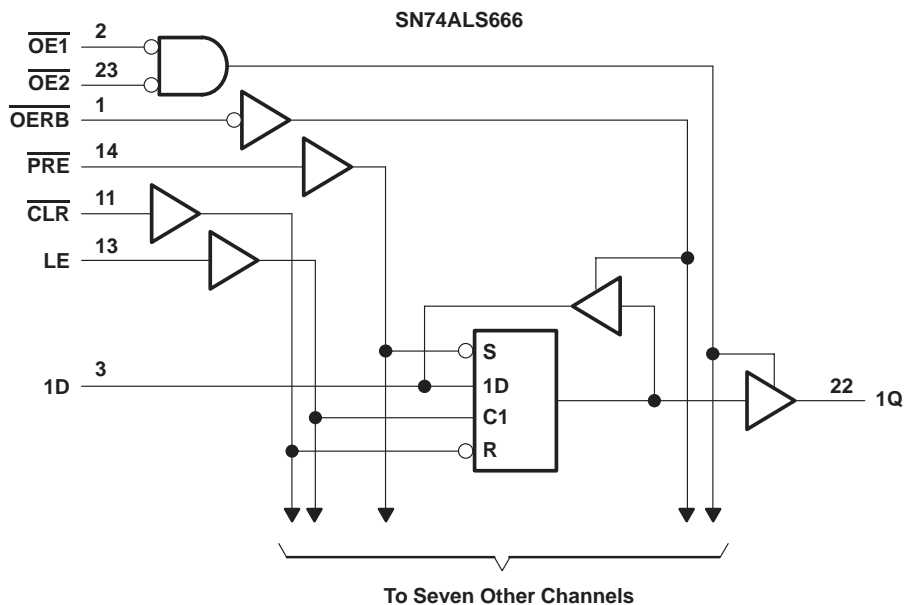 SN74ALS666
OE1 2
OE2 23
OERB 1
PRE 14
CLR 11
LE 13
S
1D 3 1D 22 1Q
C1
R
To Seven Other Channels